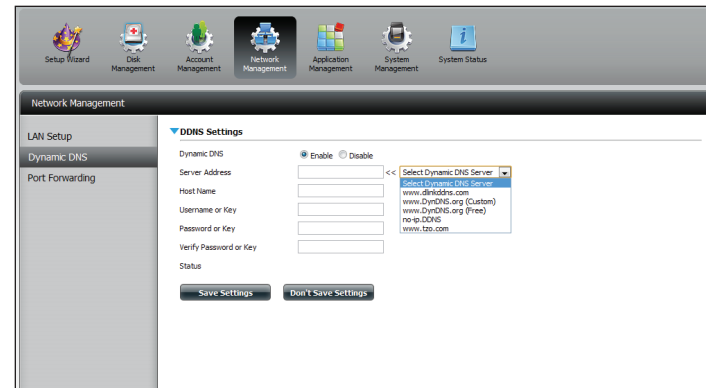 Setup Wizard
Disk Management
Account Management
Network Management
Application Management
System Management
System Status
Network Management
LAN Setup
Dynamic DNS
Port Forwarding
DDNS Settings
Dynamic DNS Enable Disable
Server Address << Select Dynamic DNS Server
Select Dynamic DNS Server
www.dlinkddns.com
www.DynDNS.org (Custom)
www.DynDNS.org (Free)
no-ip.DDNS
www.tzo.com
Host Name
Username or Key
Password or Key
Verify Password or Key
Status
Save Settings Don't Save Settings